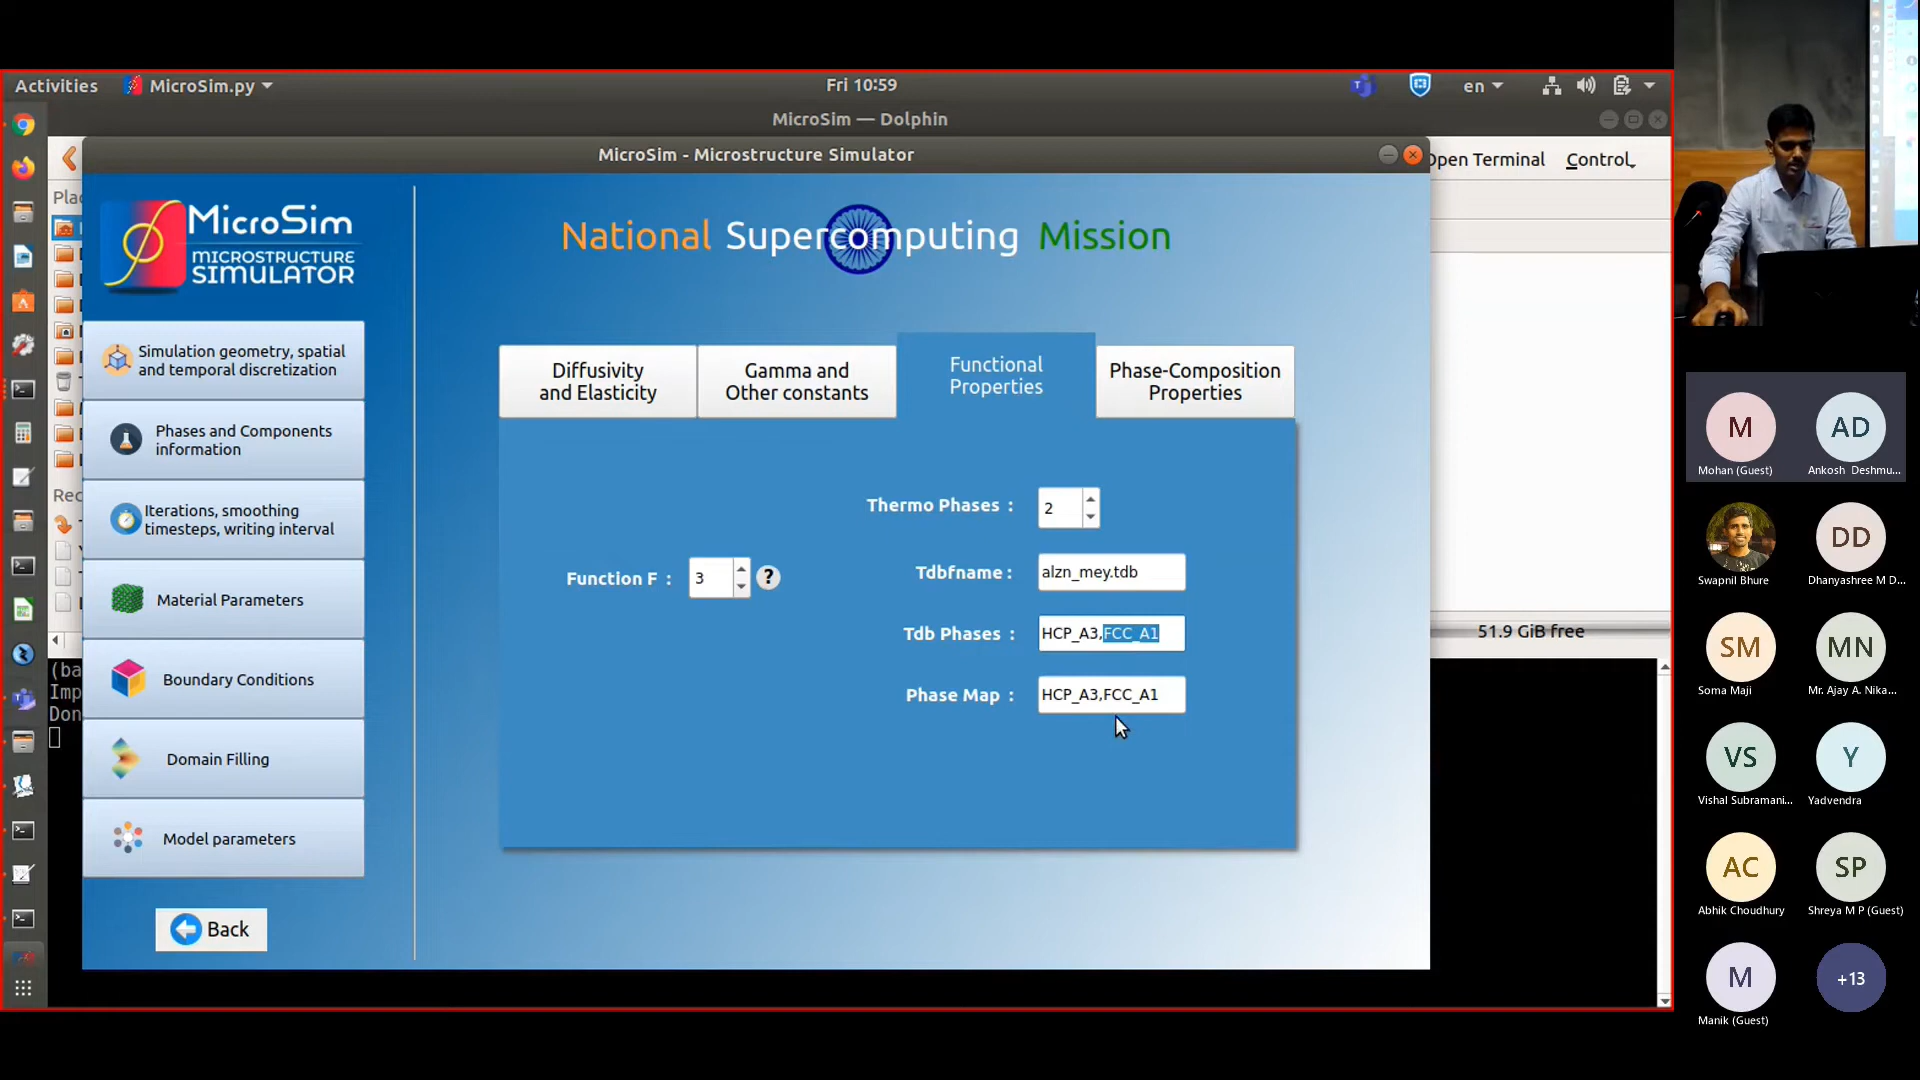 Activities
MicroSim.py
Fri 10:59
en
MicroSim — Dolphin
MicroSim - Microstructure Simulator
Open Terminal
Control
Plac
MicroSim
MICROSTRUCTURE
SIMULATOR
National Supercomputing Mission
Simulation geometry, spatial
and temporal discretization
Phases and Components
information
Iterations, smoothing
timesteps, writing interval
Material Parameters
Boundary Conditions
Domain Filling
Model parameters
Back
Diffusivity
and Elasticity
Gamma and
Other constants
Functional
Properties
Phase-Composition
Properties
Thermo Phases :
2
Function F :
3
?
Tdbfname :
alzn_mey.tdb
Tdb Phases :
HCP_A3,FCC_A1
Phase Map :
HCP_A3,FCC_A1
51.9 GiB free
Rec
(ba
Imp
Don
M
Mohan (Guest)
AD
Ankosh Deshmu...
Swapnil Bhure
DD
Dhanyashree M D...
SM
Soma Maji
MN
Mr. Ajay A. Nika...
VS
Vishal Subramani...
Y
Yadvendra
AC
Abhik Choudhury
SP
Shreya M P (Guest)
M
Manik (Guest)
+13